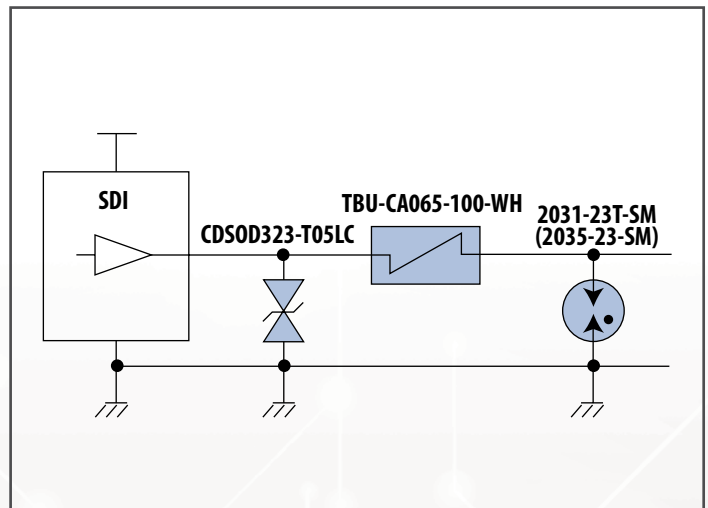 SDI
CDSOD323-T05LC
TBU-CA065-100-WH
2031-23T-SM
(2035-23-SM)